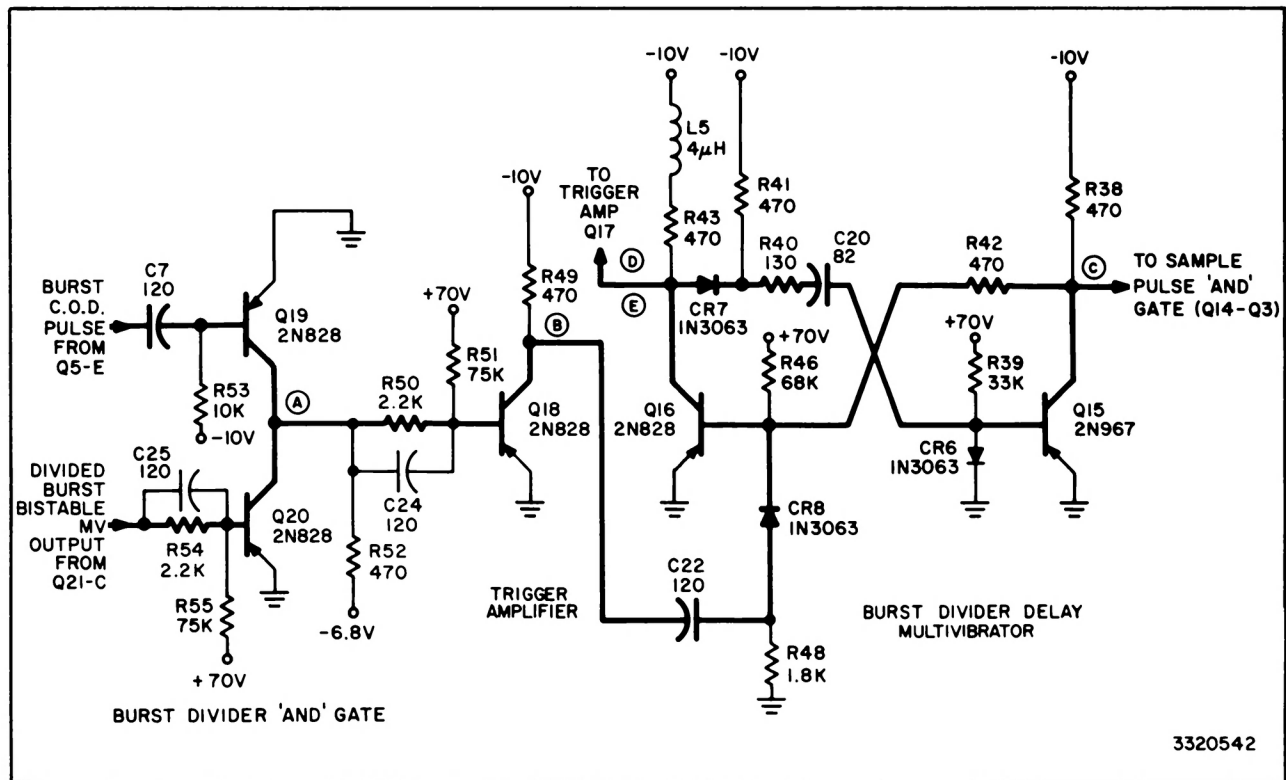 BURST
C.O.D.
PULSE
FROM
Q5-E
C7
120
R53
10K
-10V
Q19
2N828
A
DIVIDED
BURST
BISTABLE
MV
OUTPUT
FROM
Q21-C
C25
120
R54
2.2K
R55
75K
+70V
Q20
2N828
BURST DIVIDER 'AND' GATE
R50
2.2K
C24
120
R52
470
-6.8V
+70V
R51
75K
-10V
R49
470
B
Q18
2N828
TRIGGER
AMPLIFIER
C22
120
TO
TRIGGER
AMP
Q17
D
E
-10V
L5
4µH
R43
470
-10V
R41
470
CR7
IN3063
R40
130
C20
82
Q16
2N828
+70V
R46
68K
CR8
IN3063
R48
1.8K
R42
470
+70V
R39
33K
CR6
IN3063
Q15
2N967
-10V
R38
470
C
TO SAMPLE
PULSE 'AND'
GATE (Q14-Q3)
BURST DIVIDER DELAY
MULTIVIBRATOR
3320542